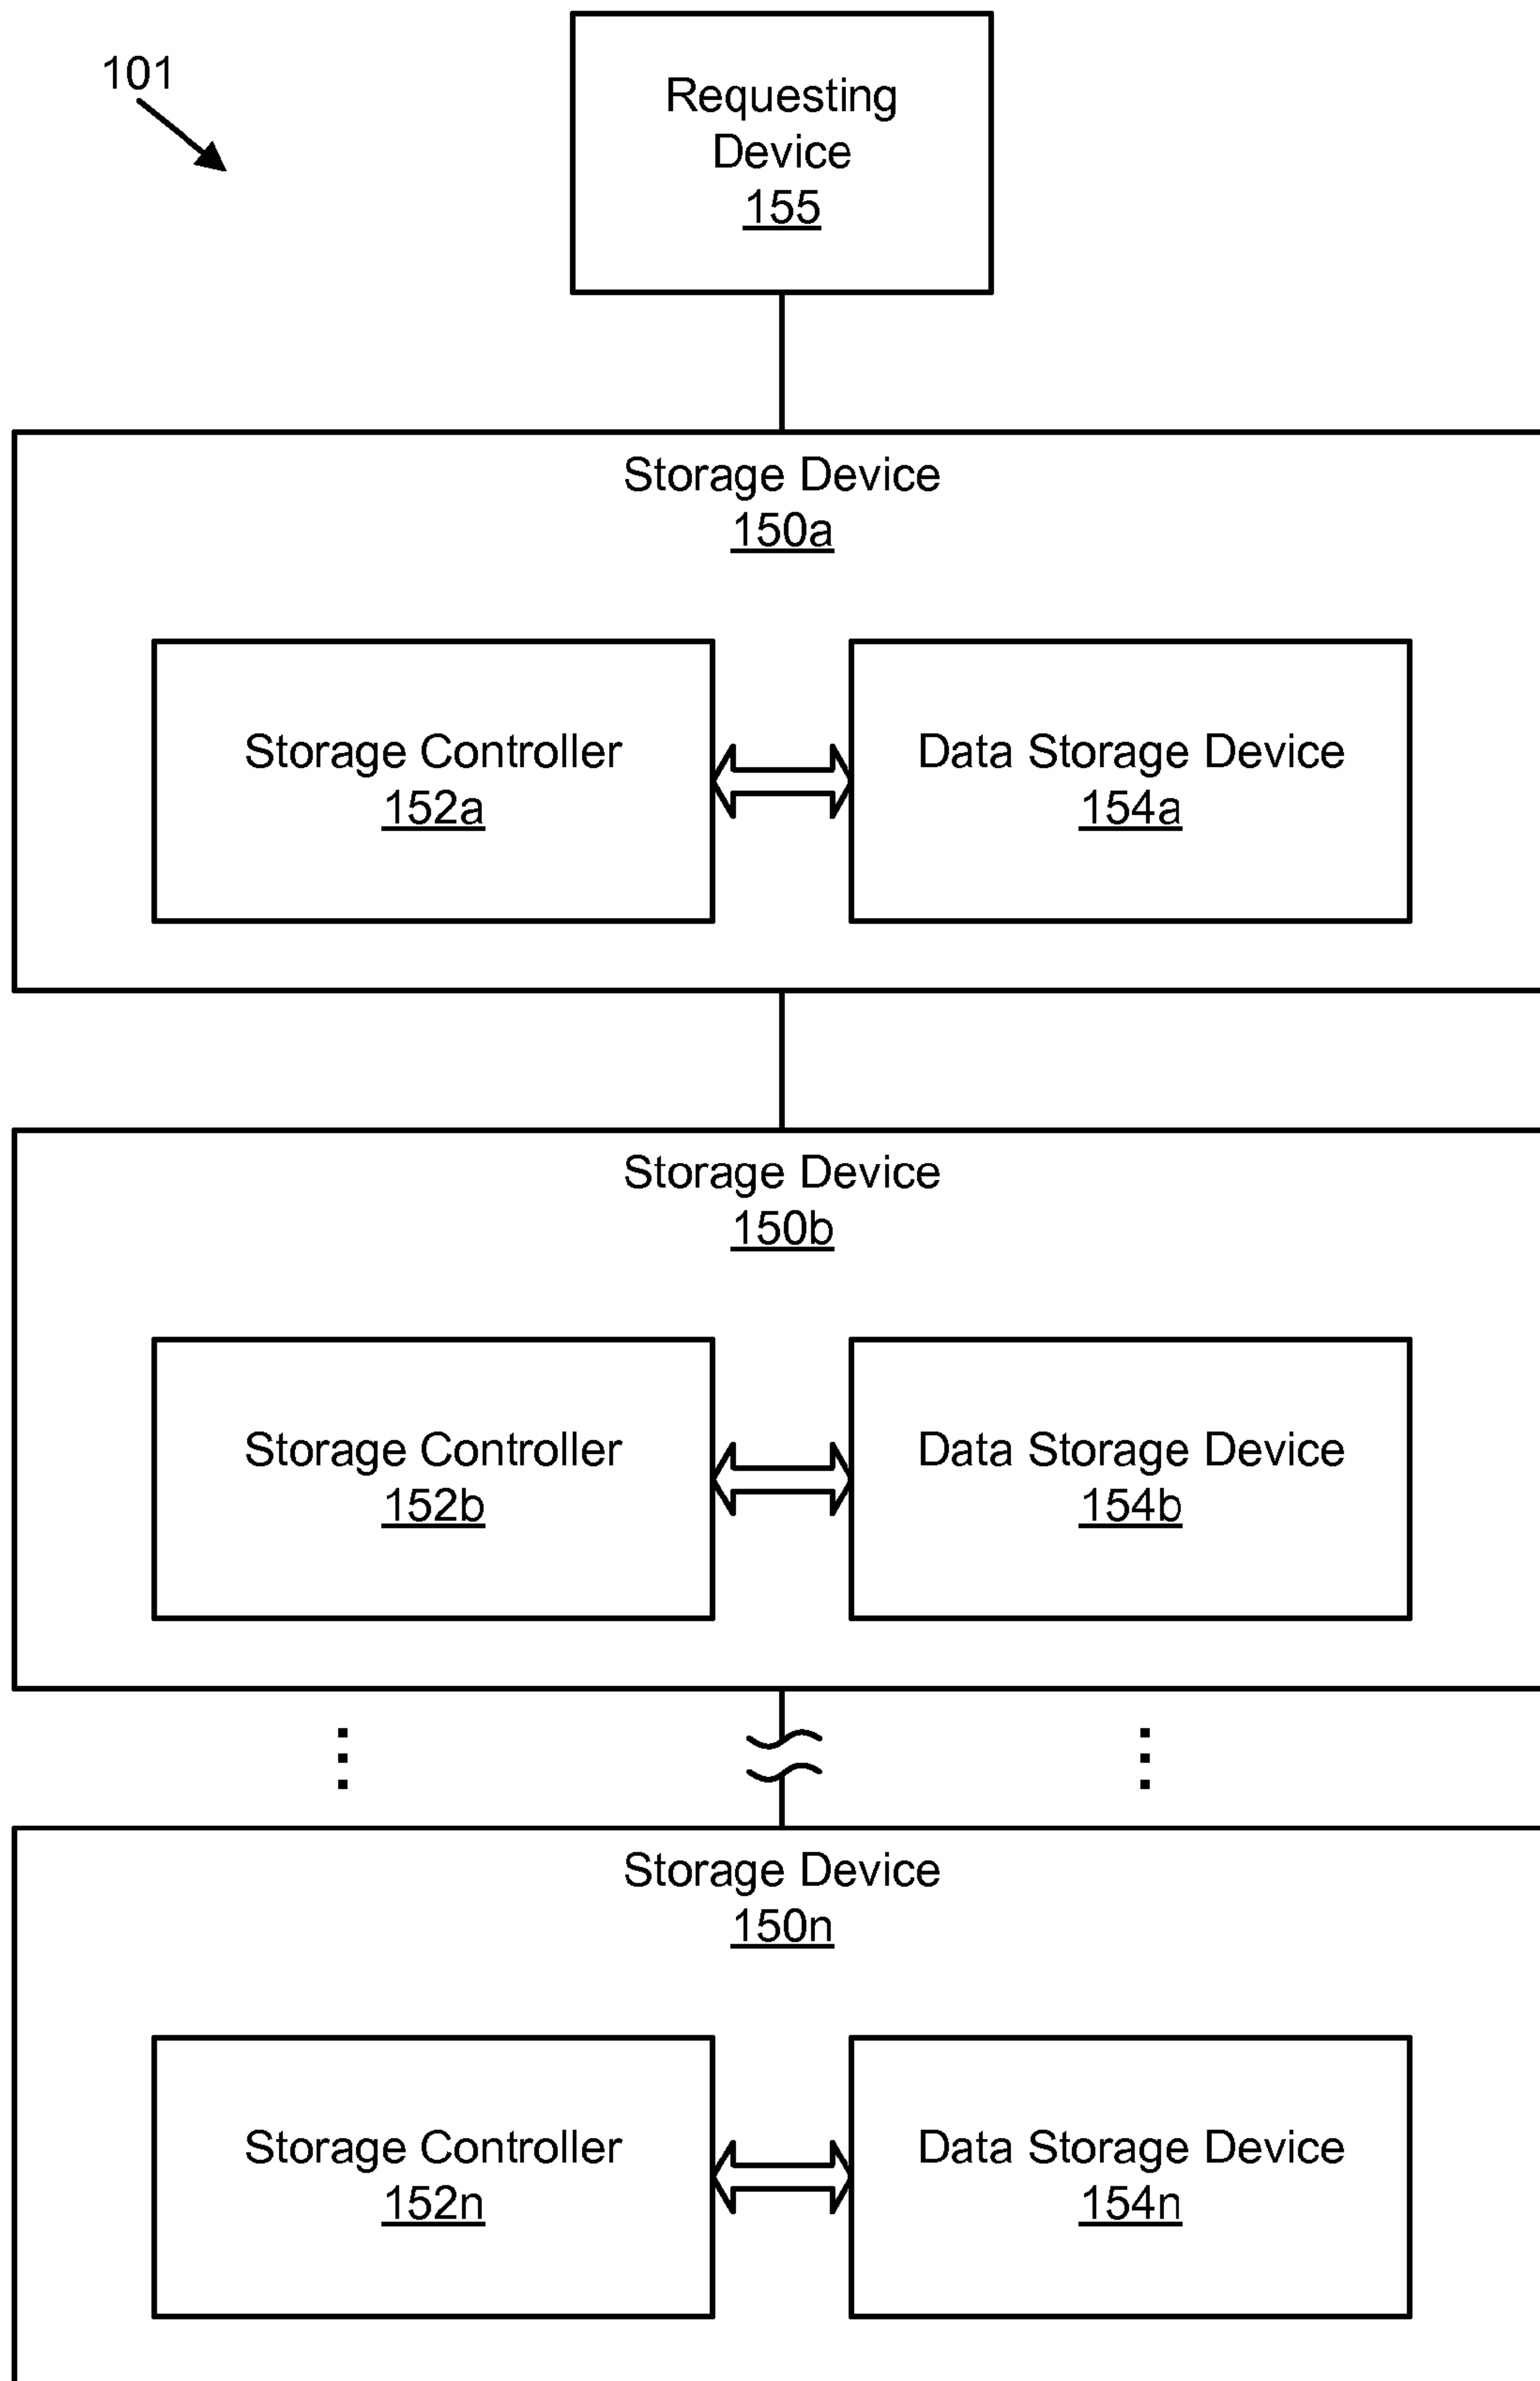 101
Requesting
Device
155
Storage Device
150a
Storage Controller
152a
Data Storage Device
154a
Storage Device
150b
Storage Controller
152b
Data Storage Device
154b
Storage Device
150n
Storage Controller
152n
Data Storage Device
154n